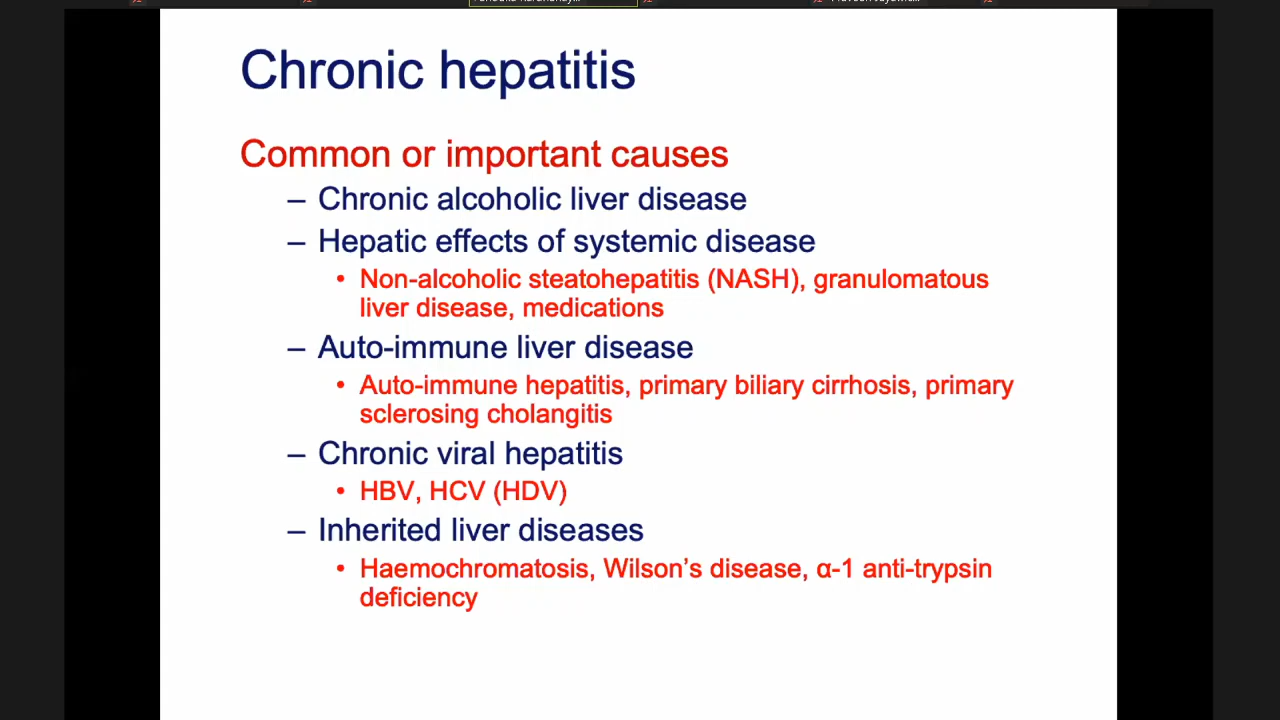 Chronic hepatitis
Common or important causes
– Chronic alcoholic liver disease
– Hepatic effects of systemic disease
• Non-alcoholic steatohepatitis (NASH), granulomatous
liver disease, medications
– Auto-immune liver disease
• Auto-immune hepatitis, primary biliary cirrhosis, primary
sclerosing cholangitis
– Chronic viral hepatitis
• HBV, HCV (HDV)
– Inherited liver diseases
• Haemochromatosis, Wilson’s disease, α-1 anti-trypsin
deficiency